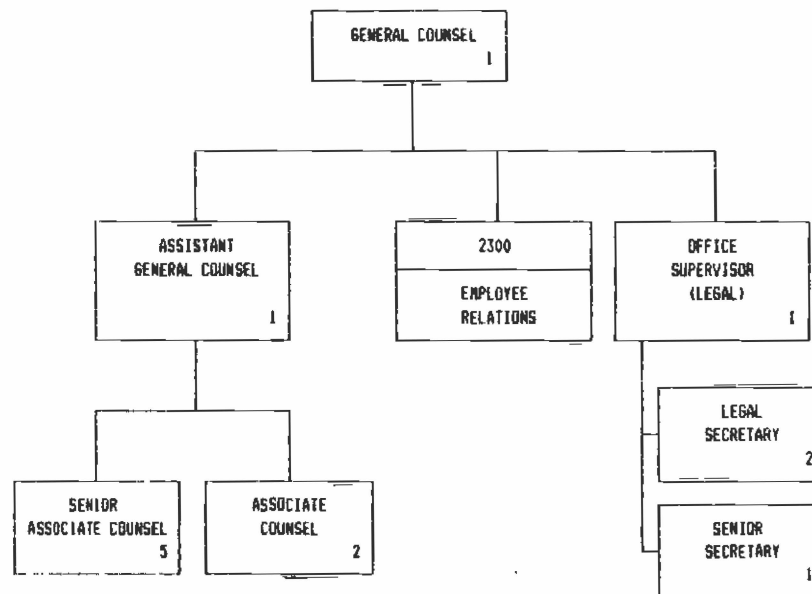 GENERAL COUNSEL
1
ASSISTANT
GENERAL COUNSEL
1
2300
EMPLOYEE
RELATIONS
OFFICE
SUPERVISOR
(LEGAL)
1
LEGAL
SECRETARY
2
SENIOR
ASSOCIATE COUNSEL
5
ASSOCIATE
COUNSEL
2
SENIOR
SECRETARY
1